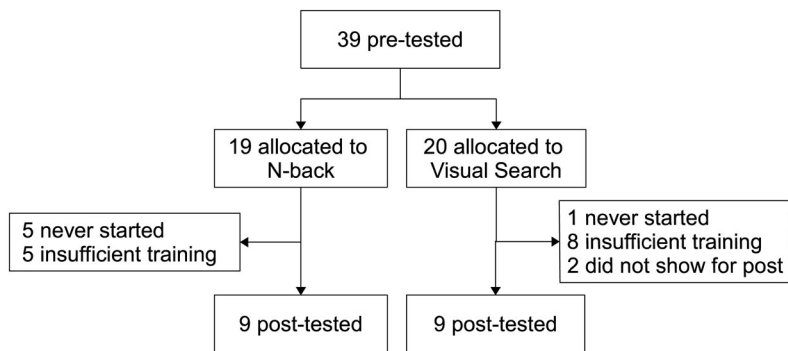 39 pre-tested
19 allocated to
N-back
20 allocated to
Visual Search
5 never started
5 insufficient training
1 never started
8 insufficient training
2 did not show for post
9 post-tested
9 post-tested